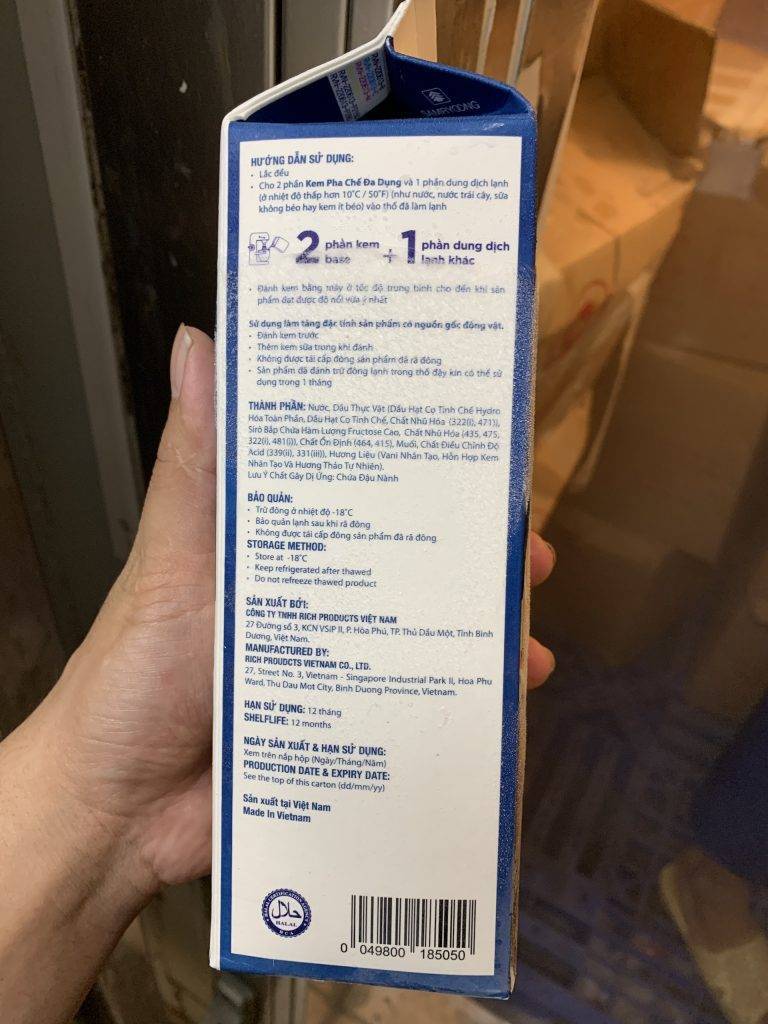 RVN-22DE13-H
SAMRYOONG
HƯỚNG DẪN SỬ DỤNG:
• Lắc đều
• Cho 2 phần Kem Pha Chế Đa Dụng và 1 phần dung dịch lạnh
(ở nhiệt độ thấp hơn 10°C / 50°F) (như nước, nước trái cây, sữa
không béo hay kem ít béo) vào thố đã làm lạnh
2 phần kem base + 1 phần dung dịch lạnh khác
• Đánh kem bằng máy ở tốc độ trung bình cho đến khi sản
phẩm đạt được độ nổi vừa ý nhất
Sử dụng làm tăng đặc tính sản phẩm có nguồn gốc động vật.
• Đánh kem trước
• Thêm kem sữa trong khi đánh
• Không được tái cấp đông sản phẩm đã rã đông
• Sản phẩm đã đánh trữ đông lạnh trong thố đậy kín có thể sử
dụng trong 1 tháng
THÀNH PHẦN: Nước, Dầu Thực Vật (Dầu Hạt Cọ Tinh Chế Hydro
Hóa Toàn Phần, Dầu Hạt Cọ Tinh Chế, Chất Nhũ Hóa (322(i), 471)),
Sirô Bắp Chứa Hàm Lượng Fructose Cao, Chất Nhũ Hóa (435, 475,
322(i), 481(i)), Chất Ổn Định (464, 415), Muối, Chất Điều Chỉnh Độ
Acid (339(ii), 331(iii)), Hương Liệu (Vani Nhân Tạo, Hỗn Hợp Kem
Nhân Tạo Và Hương Thảo Tự Nhiên).
Lưu Ý Chất Gây Dị Ứng: Chứa Đậu Nành
BẢO QUẢN:
• Trữ đông ở nhiệt độ -18°C
• Bảo quản lạnh sau khi rã đông
• Không được tái cấp đông sản phẩm đã rã đông
STORAGE METHOD:
• Store at -18°C
• Keep refrigerated after thawed
• Do not refreeze thawed product
SẢN XUẤT BỞI:
CÔNG TY TNHH RICH PRODUCTS VIỆT NAM
27 Đường số 3, KCN VSIP II, P. Hòa Phú, TP. Thủ Dầu Một, Tỉnh Bình
Dương, Việt Nam.
MANUFACTURED BY:
RICH PROUDCTS VIETNAM CO., LTD.
27, Street No. 3, Vietnam - Singapore Industrial Park II, Hoa Phu
Ward, Thu Dau Mot City, Binh Duong Province, Vietnam.
HẠN SỬ DỤNG: 12 tháng
SHELFLIFE: 12 months
NGÀY SẢN XUẤT & HẠN SỬ DỤNG:
Xem trên nắp hộp (Ngày/Tháng/Năm)
PRODUCTION DATE & EXPIRY DATE:
See the top of this carton (dd/mm/yy)
Sản xuất tại Việt Nam
Made In Vietnam
حلال
HALAL
0 049800 185050